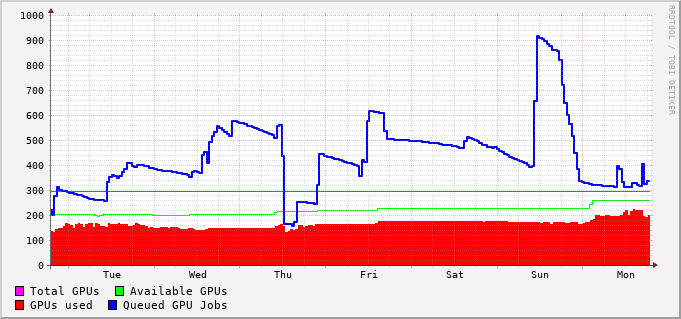 1000
900
800
700
600
500
400
300
200
100
0
Tue Wed Thu Fri Sat Sun Mon
RRDTOOL / TOBI OETIKER
Total GPUs Available GPUs
GPUs used Queued GPU Jobs